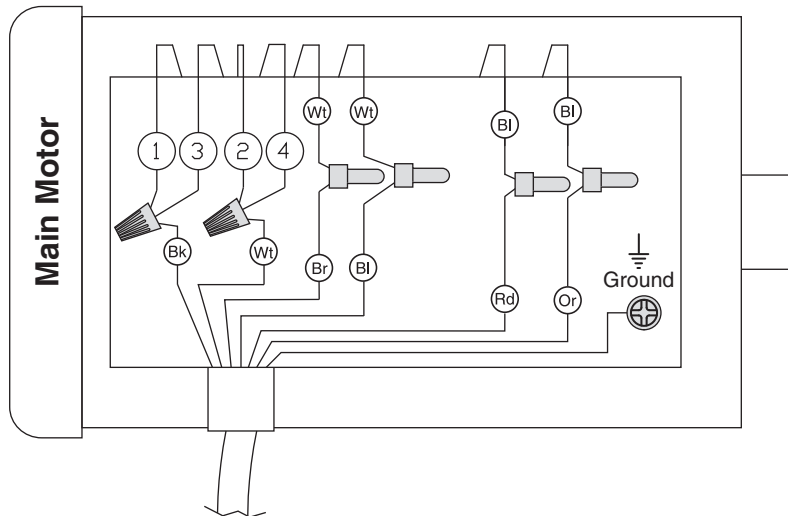 Main Motor
Wt Wt Bl Bl
1 3 2 4
Bk Wt Br Bl Rd Or
Ground